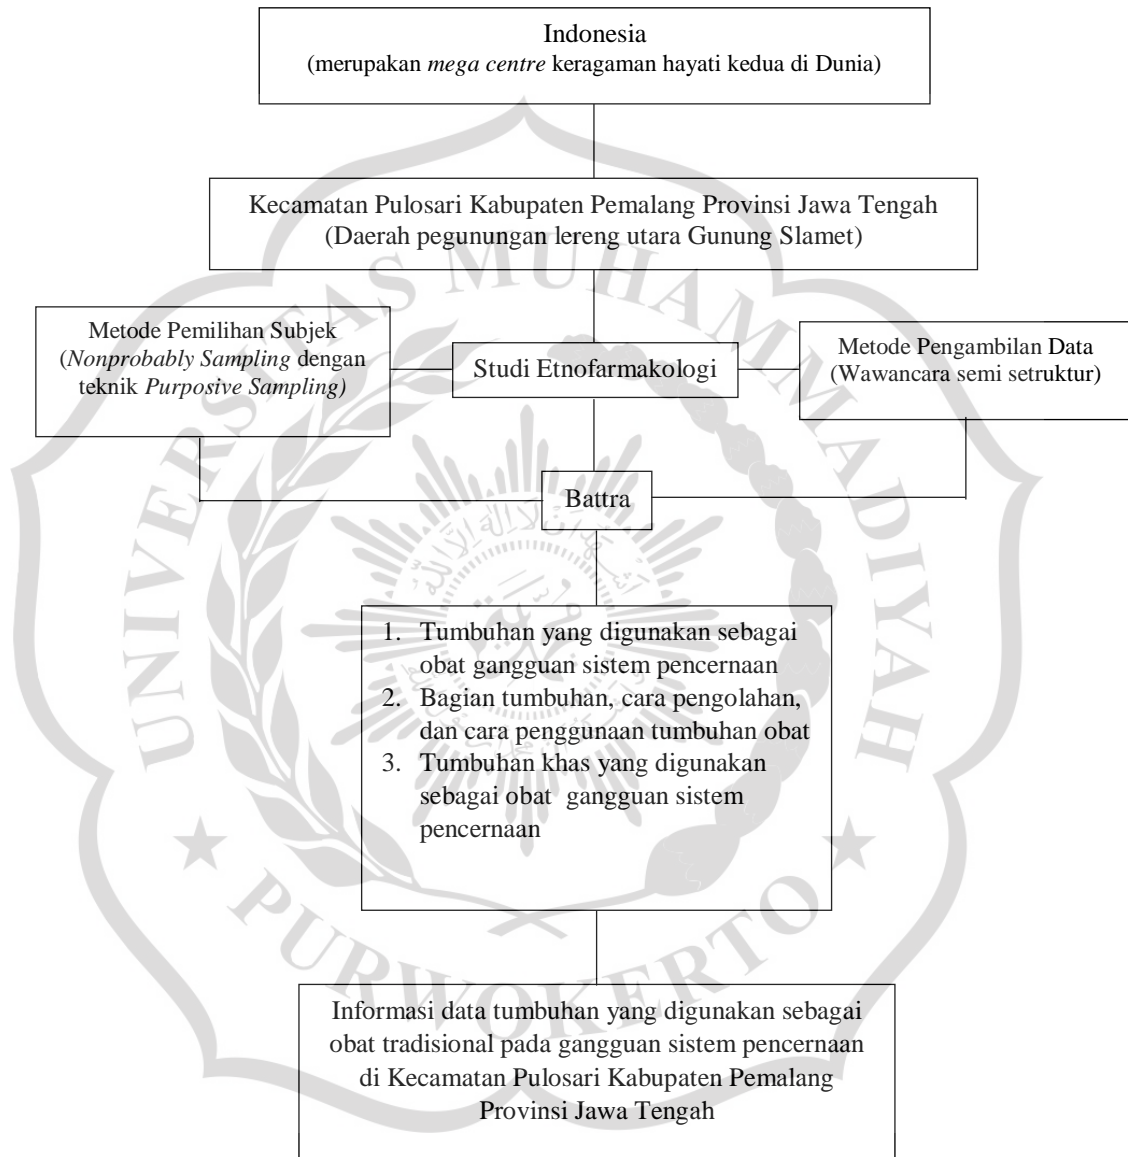 Indonesia
(merupakan mega centre keragaman hayati kedua di Dunia)
Kecamatan Pulosari Kabupaten Pemalang Provinsi Jawa Tengah
(Daerah pegunungan lereng utara Gunung Slamet)
Metode Pemilihan Subjek
(Nonprobably Sampling dengan
teknik Purposive Sampling)
Studi Etnofarmakologi
Metode Pengambilan Data
(Wawancara semi setruktur)
Battra
1. Tumbuhan yang digunakan sebagai
obat gangguan sistem pencernaan
2. Bagian tumbuhan, cara pengolahan,
dan cara penggunaan tumbuhan obat
3. Tumbuhan khas yang digunakan
sebagai obat gangguan sistem
pencernaan
Informasi data tumbuhan yang digunakan sebagai
obat tradisional pada gangguan sistem pencernaan
di Kecamatan Pulosari Kabupaten Pemalang
Provinsi Jawa Tengah
UNIVERSITAS MUHAMMADIYAH
PURWOKERTO